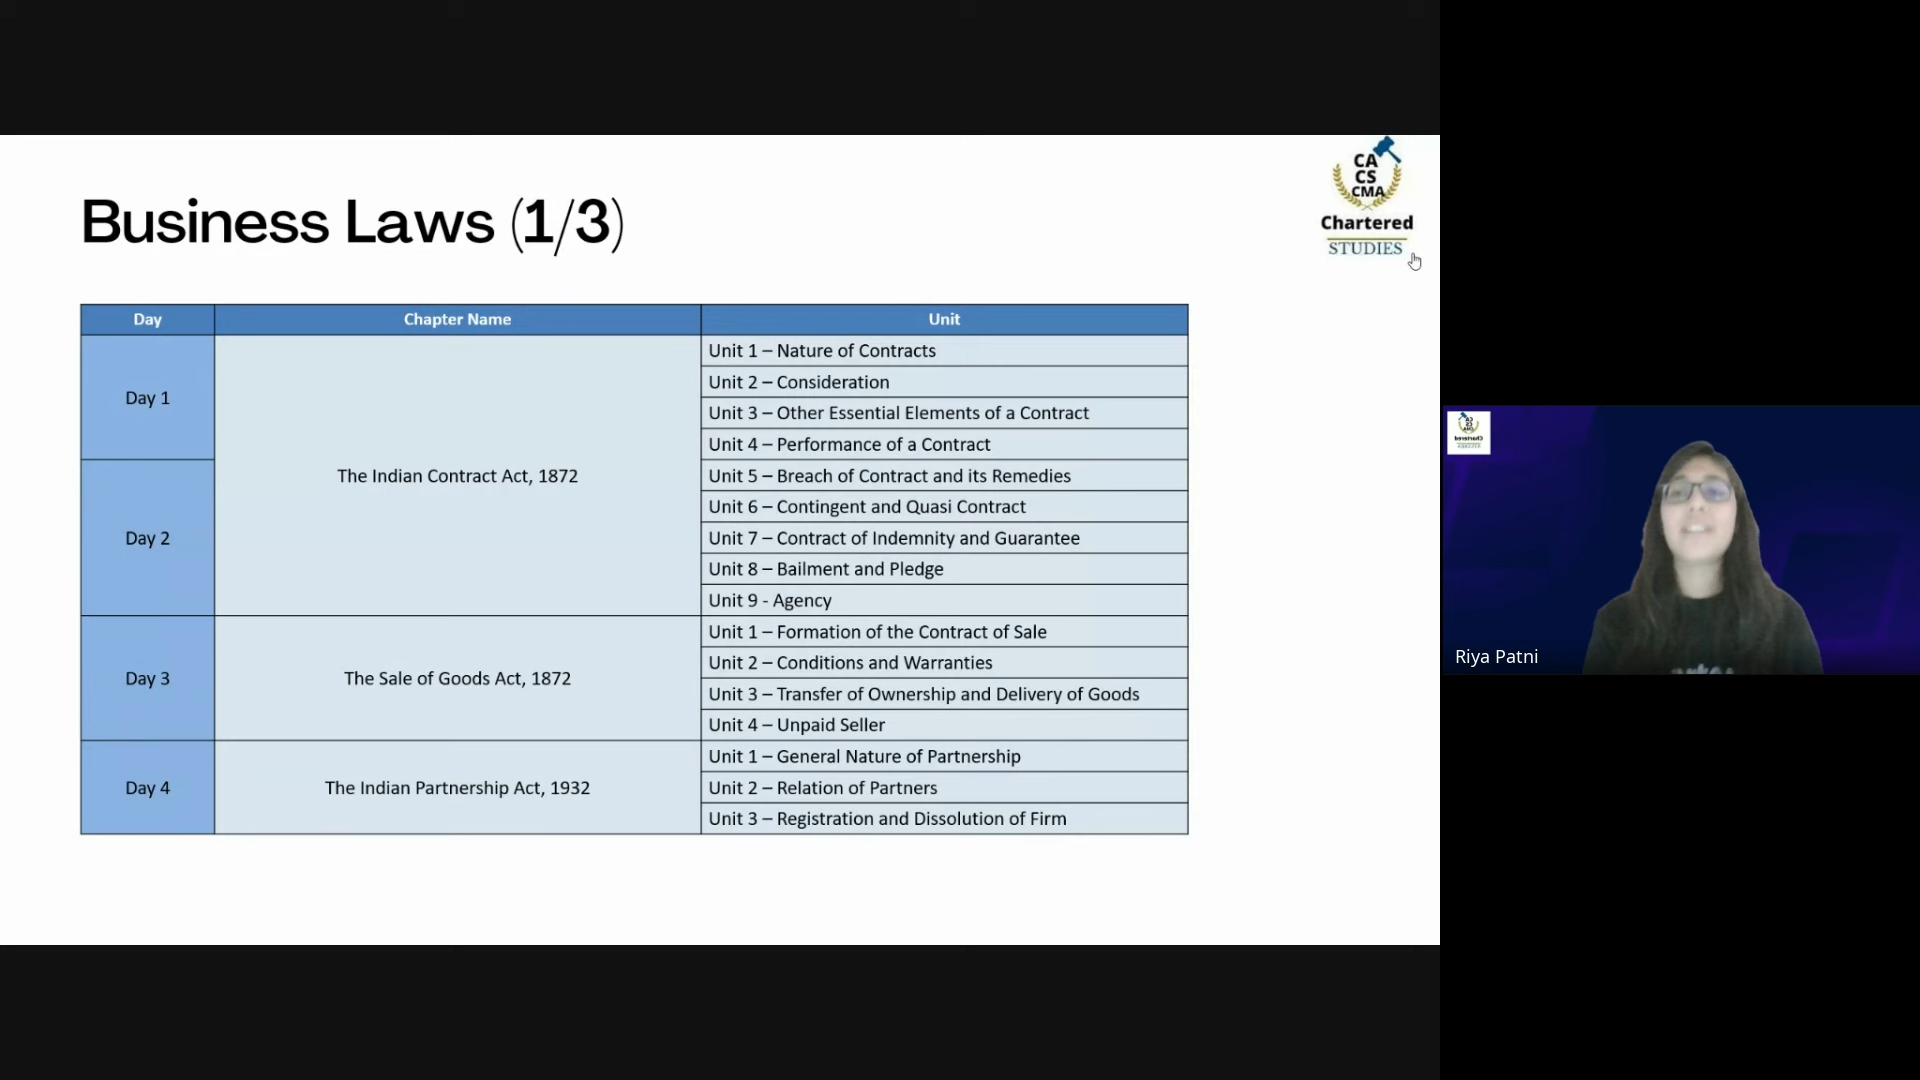 Business Laws (1/3)
CA
CS
CMA
Chartered
STUDIES
Day Chapter Name Unit
Day 1
The Indian Contract Act, 1872
Unit 1 – Nature of Contracts
Unit 2 – Consideration
Unit 3 – Other Essential Elements of a Contract
Unit 4 – Performance of a Contract
Day 2
Unit 5 – Breach of Contract and its Remedies
Unit 6 – Contingent and Quasi Contract
Unit 7 – Contract of Indemnity and Guarantee
Unit 8 – Bailment and Pledge
Unit 9 - Agency
Day 3
The Sale of Goods Act, 1872
Unit 1 – Formation of the Contract of Sale
Unit 2 – Conditions and Warranties
Unit 3 – Transfer of Ownership and Delivery of Goods
Unit 4 – Unpaid Seller
Day 4
The Indian Partnership Act, 1932
Unit 1 – General Nature of Partnership
Unit 2 – Relation of Partners
Unit 3 – Registration and Dissolution of Firm
Riya Patni